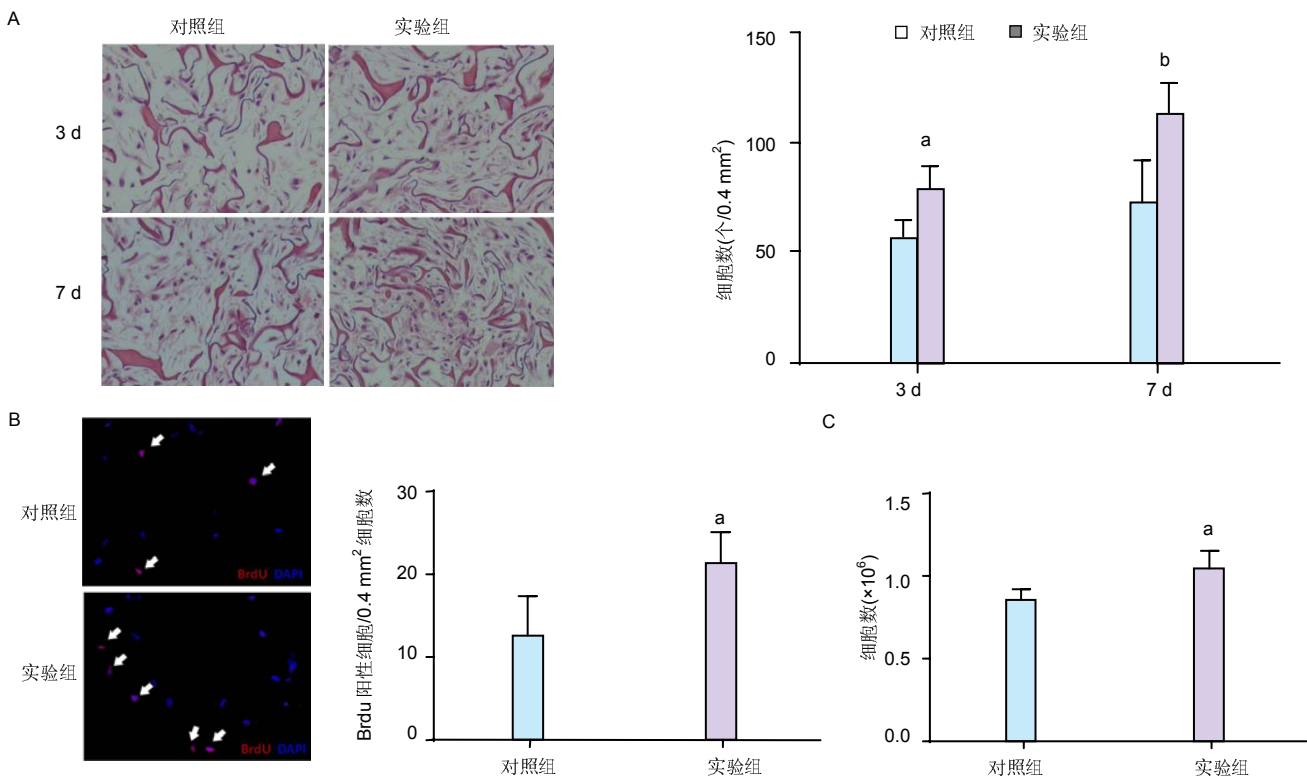 A
对照组
实验组
3 d
7 d
对照组 实验组
细胞数(个/0.4 mm²)
150
100
50
0
a
b
3 d
7 d
B
对照组
BrdU DAPI
实验组
BrdU DAPI
Brdu 阳性细胞/0.4 mm² 细胞数
30
20
10
0
a
对照组
实验组
C
细胞数(×10⁶)
1.5
1.0
0.5
0.0
a
对照组
实验组